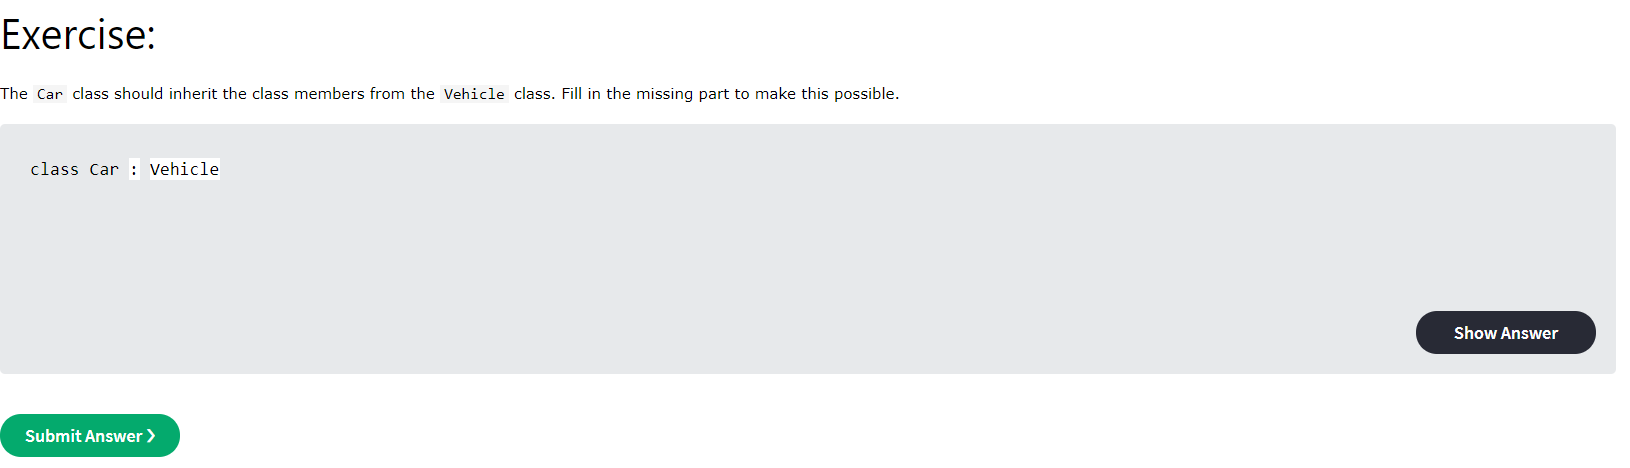 Exercise:
The Car class should inherit the class members from the Vehicle class. Fill in the missing part to make this possible.
class Car : Vehicle
Show Answer
Submit Answer ❯